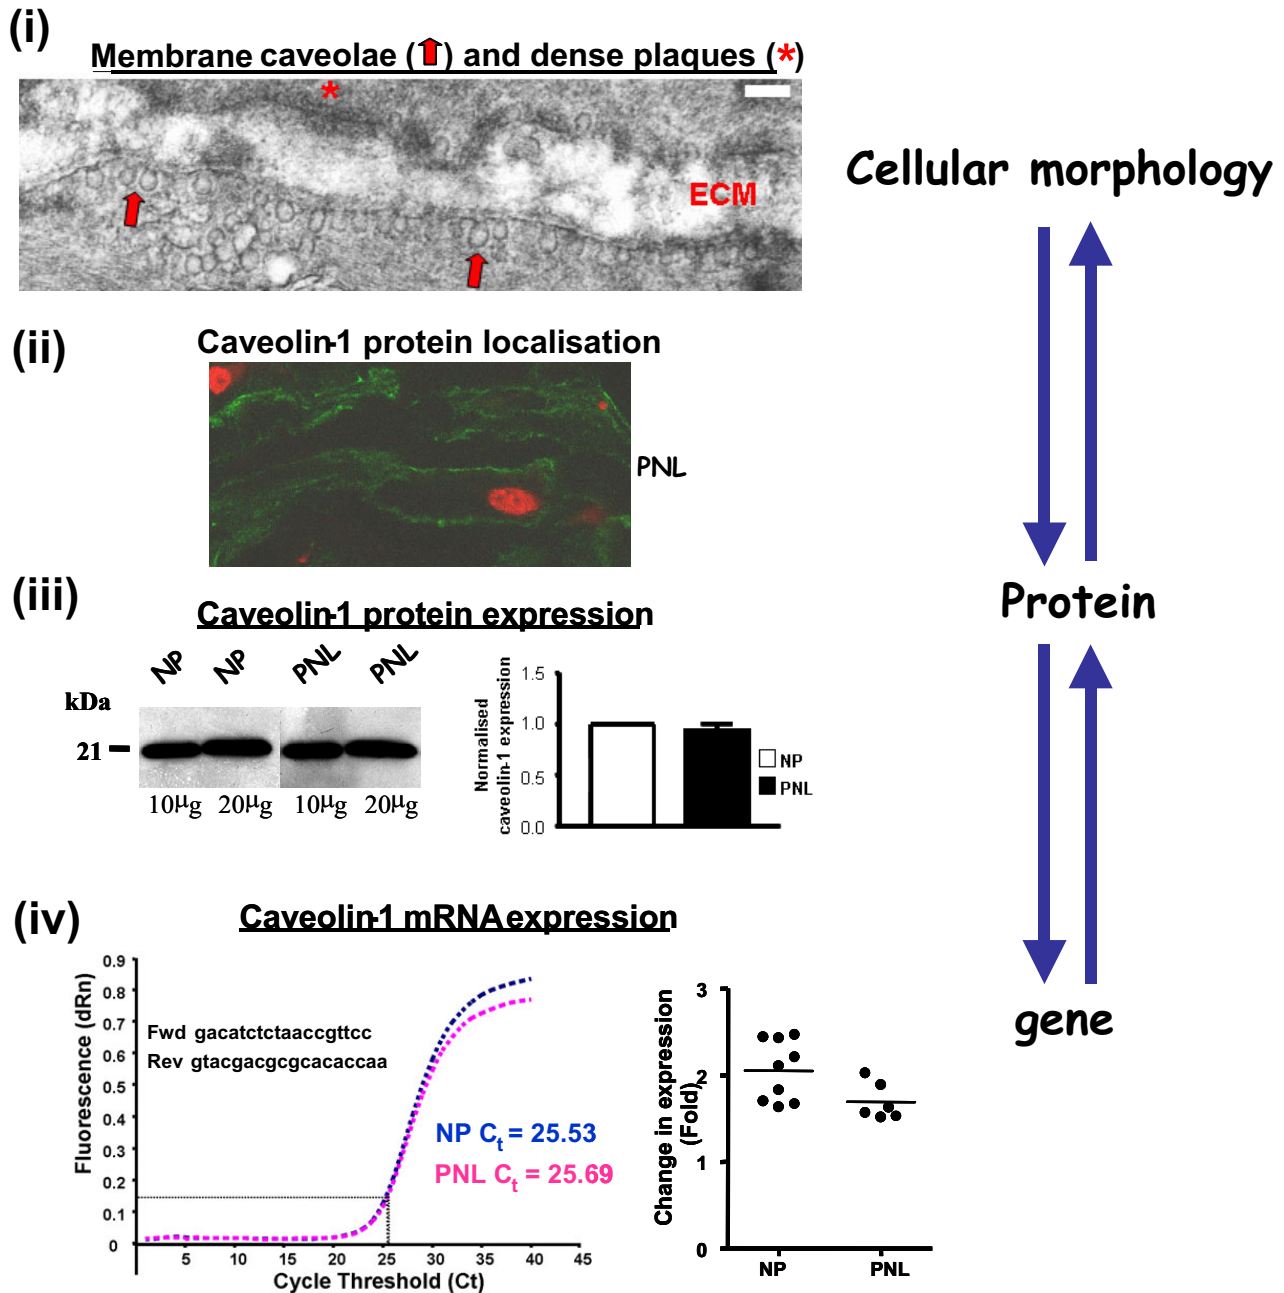 (i)
Membrane caveolae ( ) and dense plaques (*)
*
ECM
Cellular morphology
(ii)
Caveolin-1 protein localisation
PNL
(iii)
Caveolin-1 protein expression
Protein
NP NP PNL PNL
kDa
21
10µg 20µg 10µg 20µg
Normalised
caveolin-1 expression
1.5
1.0
0.5
0.0
NP
PNL
(iv)
Caveolin-1 mRNA expression
gene
Fluorescence (dRn)
0.9
0.8
0.7
0.6
0.5
0.4
0.3
0.2
0.1
0
Fwd gacatctctaaccgttcc
Rev gtacgacgcgcacaccaa
NP Ct = 25.53
PNL Ct = 25.69
5 10 15 20 25 30 35 40 45
Cycle Threshold (Ct)
Change in expression
(Fold)
3
2
1
0
NP PNL